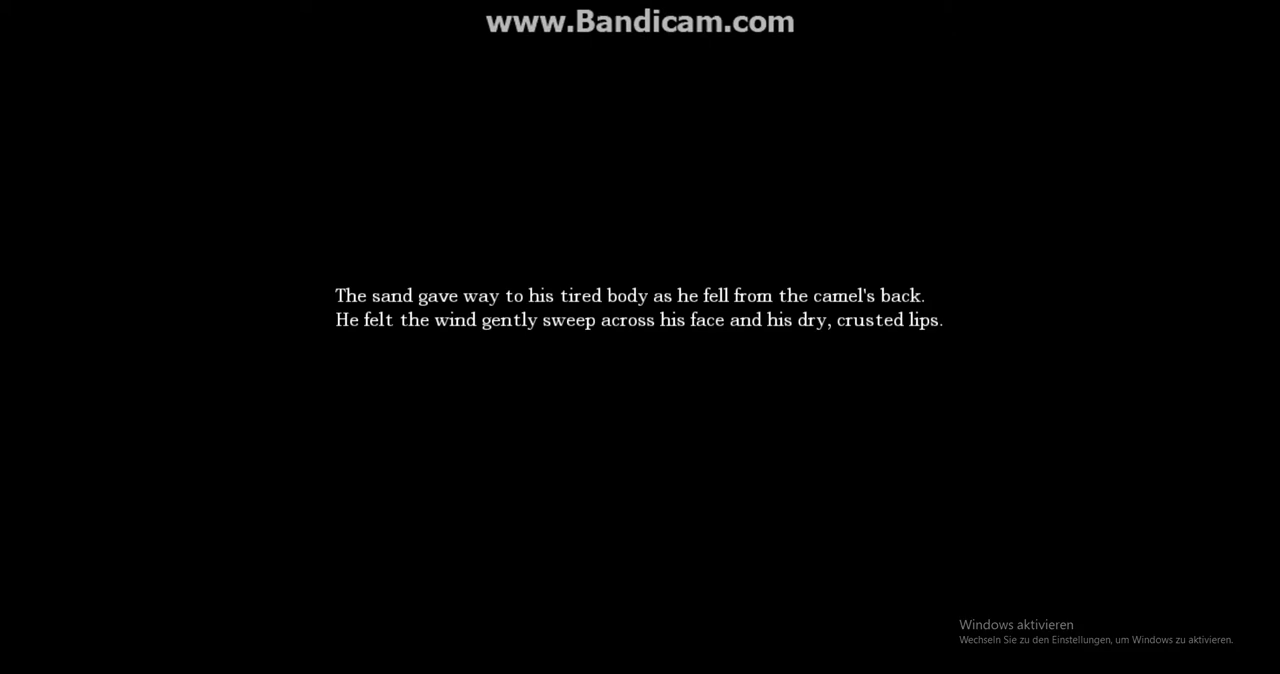 www.Bandicam.com
The sand gave way to his tired body as he fell from the camel's back.
He felt the wind gently sweep across his face and his dry, crusted lips.
Windows aktivieren
Wechseln Sie zu den Einstellungen, um Windows zu aktivieren.